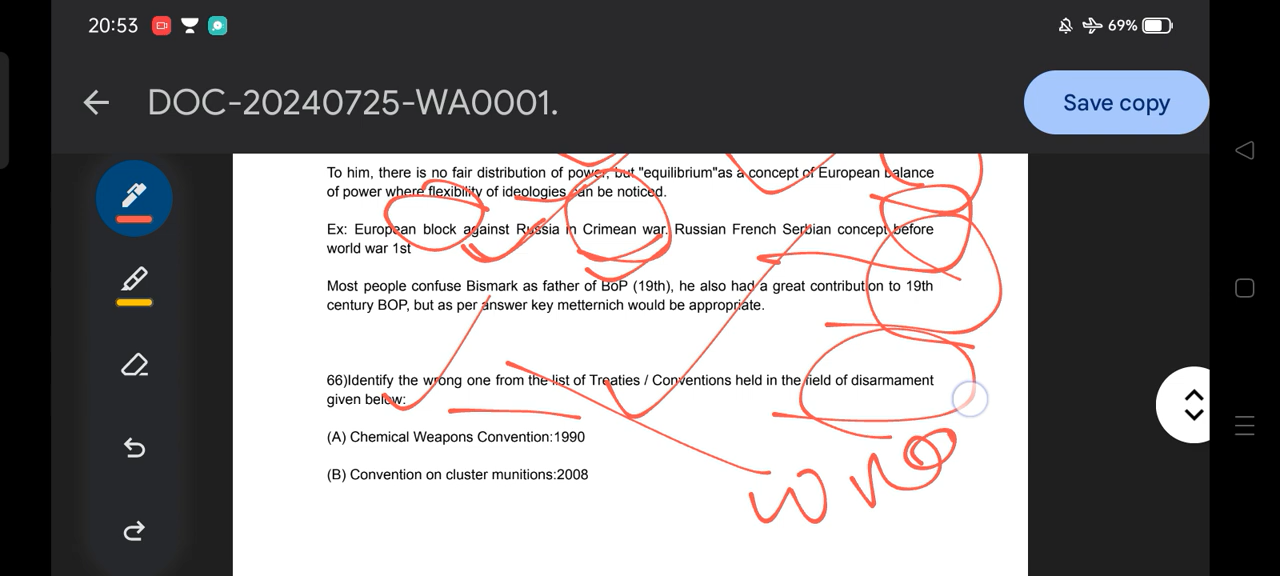 20:53
69%
DOC-20240725-WA0001.
Save copy
To him, there is no fair distribution of power, but "equilibrium"as a concept of European balance
of power where flexibility of ideologies can be noticed.
Ex: European block against Russia in Crimean war. Russian French Serbian concept before
world war 1st
Most people confuse Bismark as father of BoP (19th), he also had a great contribution to 19th
century BOP, but as per answer key metternich would be appropriate.
66)Identify the wrong one from the list of Treaties / Conventions held in the field of disarmament
given below:
(A) Chemical Weapons Convention:1990
(B) Convention on cluster munitions:2008